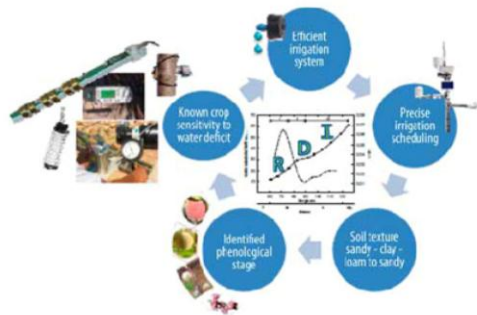 Efficient
irrigation
system
Known crop
sensitivity to
water deficit
Precise
irrigation
scheduling
R
D
I
Identified
phenological
stage
Soil texture
sandy - clay -
loam to sandy